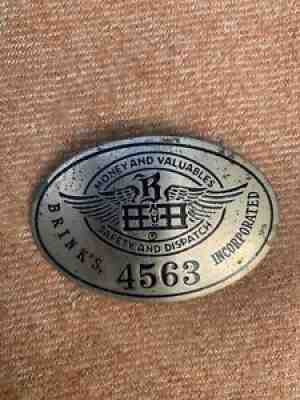 MONEY AND VALUABLES
B
SAFETY AND DISPATCH
BRINK'S,
INCORPORATED
4563